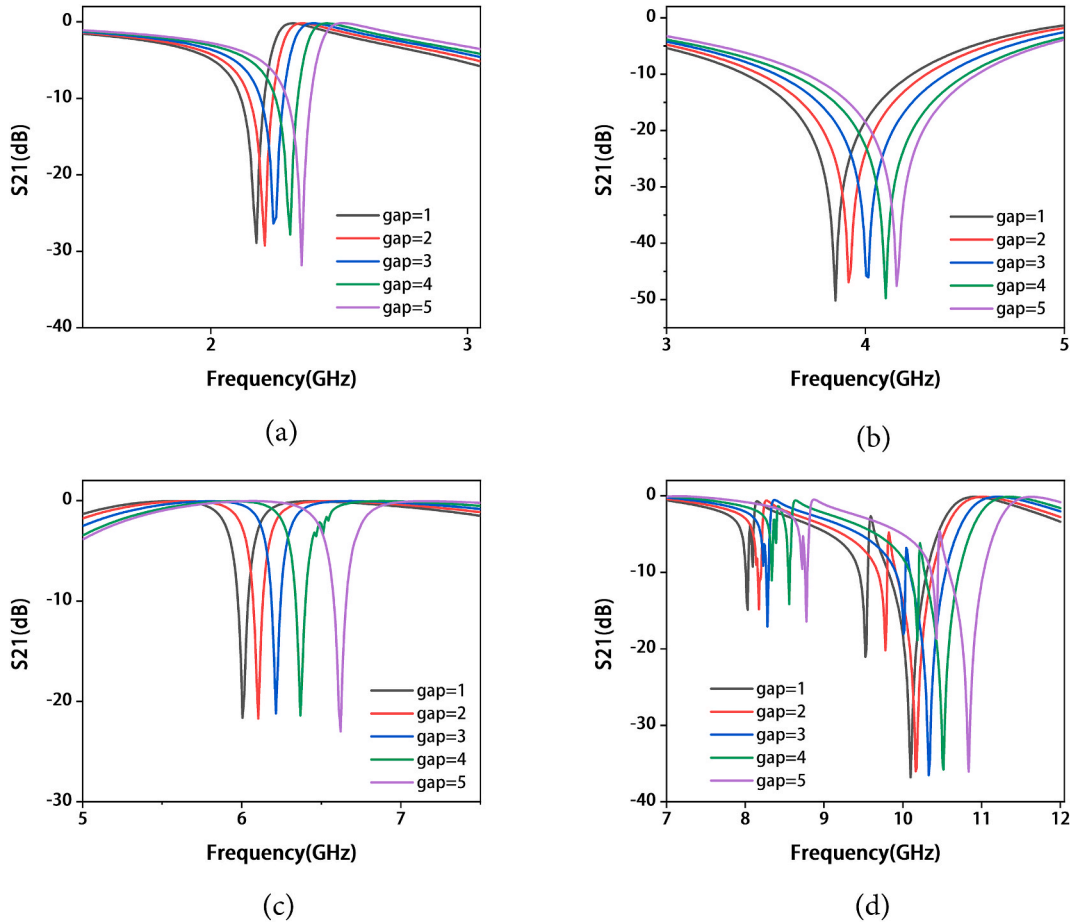 0
-10
-20
-30
-40
S21(dB)
2
3
Frequency(GHz)
gap=1
gap=2
gap=3
gap=4
gap=5
(a)
0
-10
-20
-30
-40
-50
S21(dB)
3
4
5
Frequency(GHz)
gap=1
gap=2
gap=3
gap=4
gap=5
(b)
0
-10
-20
-30
S21(dB)
5
6
7
Frequency(GHz)
gap=1
gap=2
gap=3
gap=4
gap=5
(c)
0
-10
-20
-30
-40
S21(dB)
7
8
9
10
11
12
Frequency(GHz)
gap=1
gap=2
gap=3
gap=4
gap=5
(d)